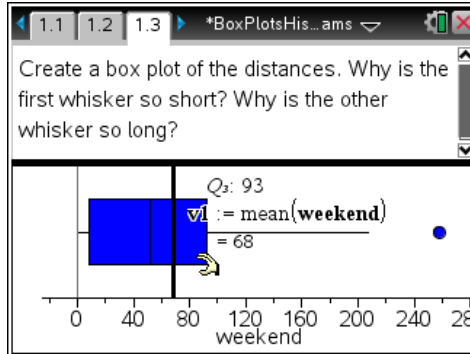 1.1 1.2 1.3 *BoxPlotsHis…ams
Create a box plot of the distances. Why is the
first whisker so short? Why is the other
whisker so long?
Q₃: 93
v1 := mean(weekend)
= 68
0 40 80 120 160 200 240 28
weekend